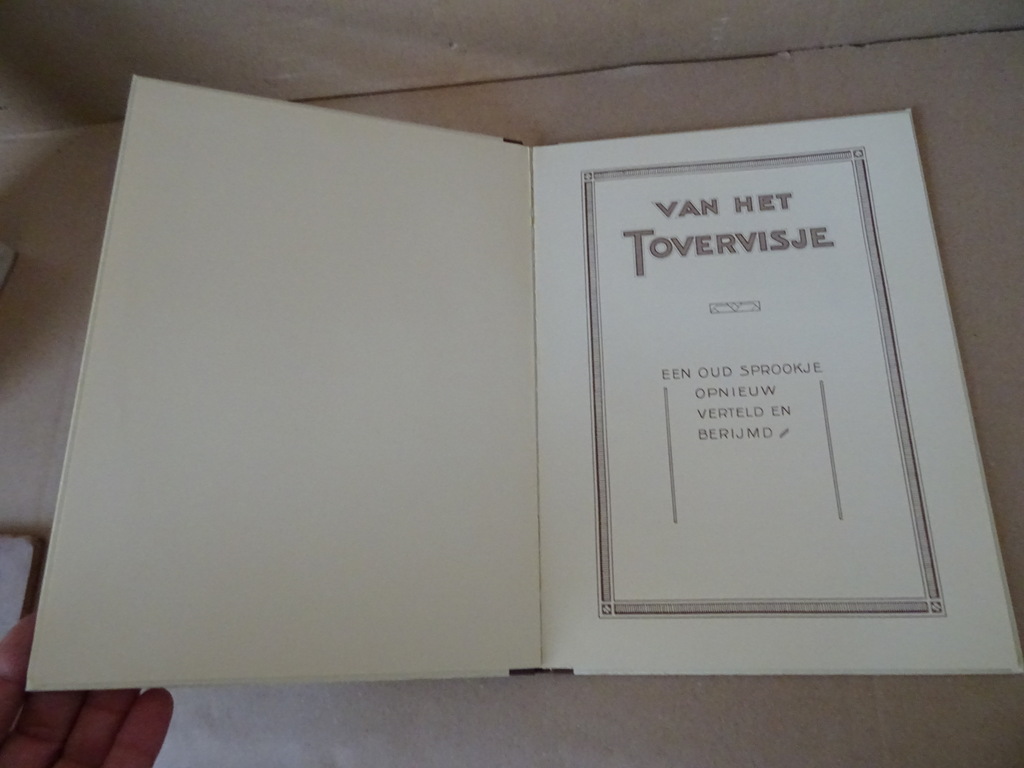 VAN HET
TOVERVISJE
EEN OUD SPROOKJE
OPNIEUW
VERTELD EN
BERIJMD